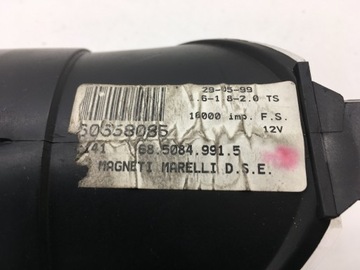 29-05-99
1.6-1.8-2.0 TS
16000 imp. F.S.
12V
60658085
68.5084.991.5
MAGNETI MARELLI D.S.E.